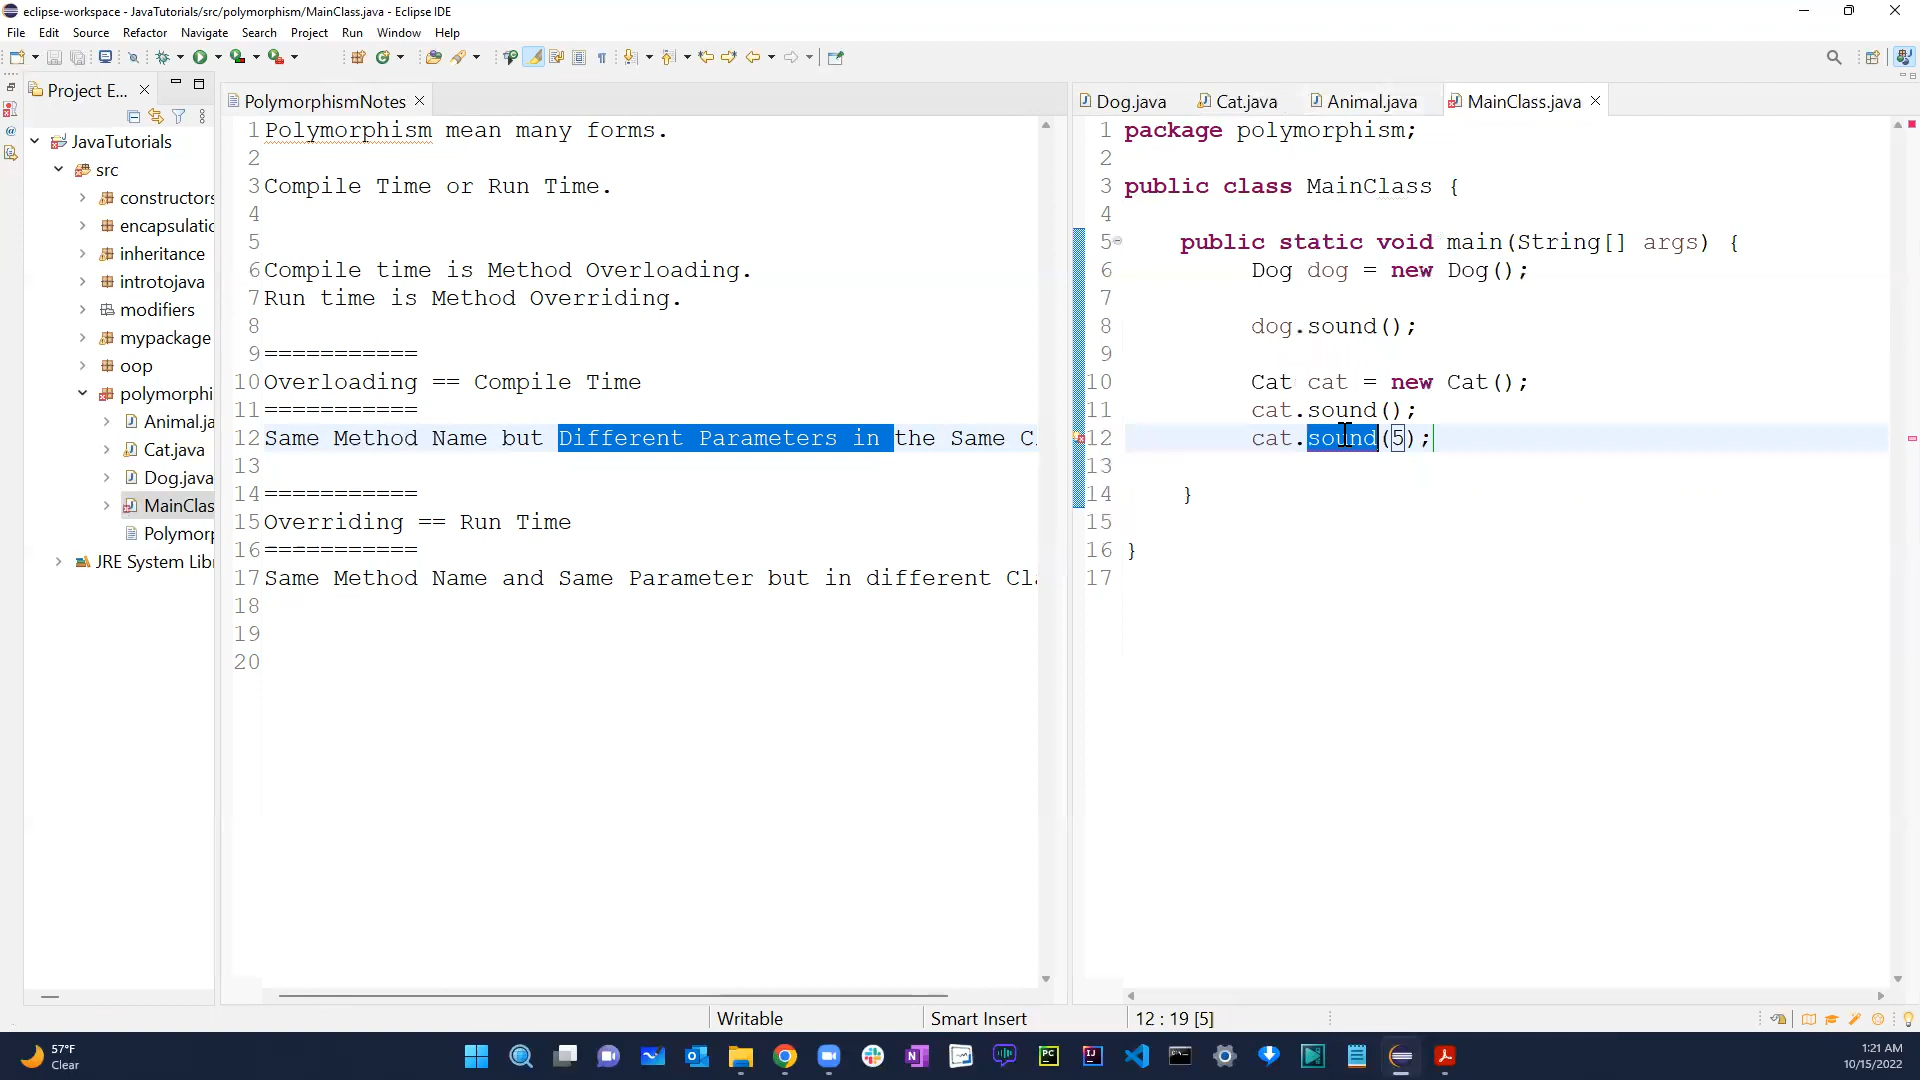 eclipse-workspace - JavaTutorials/src/polymorphism/MainClass.java - Eclipse IDE
File Edit Source Refactor Navigate Search Project Run Window Help
Project E...
JavaTutorials
src
constructors
encapsulatic
inheritance
introtojava
modifiers
mypackage
oop
polymorphi
Animal.ja
Cat.java
Dog.java
MainClas
Polymorp
JRE System Libr
PolymorphismNotes
1 Polymorphism mean many forms.
2
3 Compile Time or Run Time.
4
5
6 Compile time is Method Overloading.
7 Run time is Method Overriding.
8
9 ===========
10 Overloading == Compile Time
11 ===========
12 Same Method Name but Different Parameters in the Same C
13
14 ===========
15 Overriding == Run Time
16 ===========
17 Same Method Name and Same Parameter but in different Cla
18
19
20
Dog.java Cat.java Animal.java MainClass.java
1 package polymorphism;
2
3 public class MainClass {
4
5 public static void main(String[] args) {
6 Dog dog = new Dog();
7
8 dog.sound();
9
10 Cat cat = new Cat();
11 cat.sound();
12 cat.sound(5);
13
14 }
15
16 }
17
Writable Smart Insert 12 : 19 [5]
57°F
Clear
PC
IJ
1:21 AM
10/15/2022